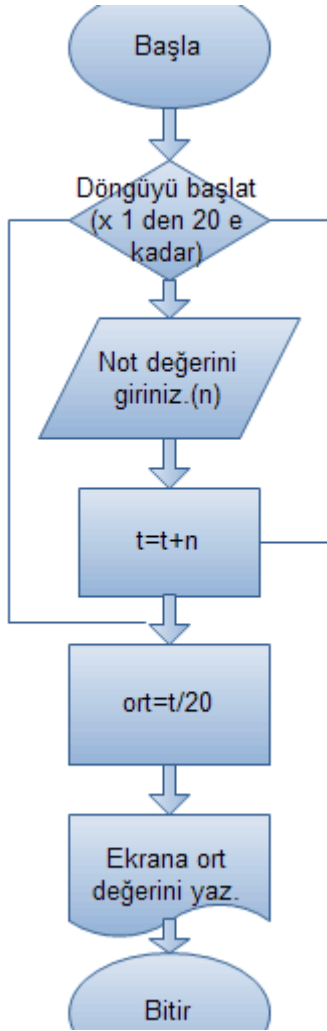 Başla
Döngüyü başlat
(x 1 den 20 e
kadar)
Not değerini
giriniz.(n)
t=t+n
ort=t/20
Ekrana ort
değerini yaz.
Bitir